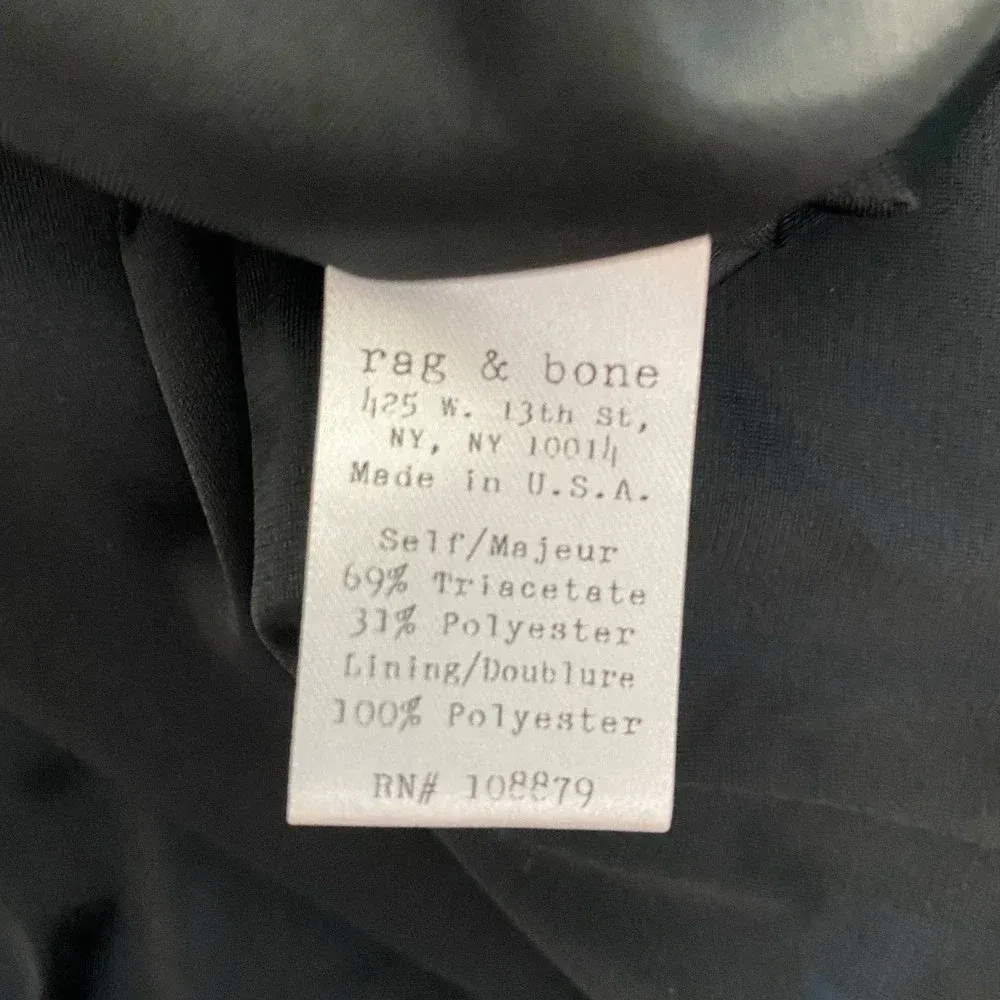 rag & bone
425 W. 13th St,
NY, NY 10014
Made in U.S.A.
Self/Majeur
69% Triacetate
31% Polyester
Lining/Doublure
100% Polyester
RN# 108879